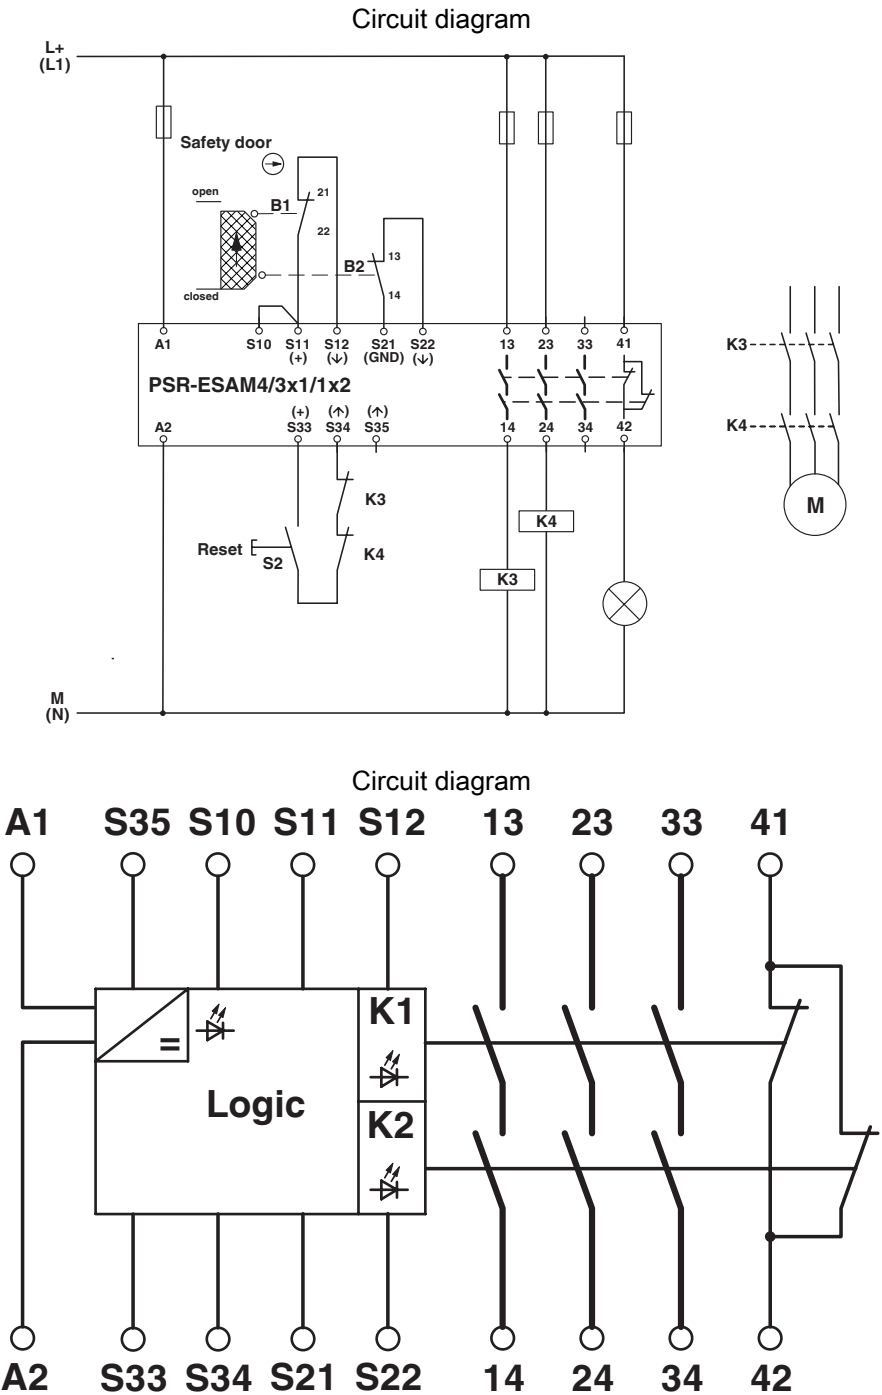 Circuit diagram
L+
(L1)
Safety door
open
21
B1
22
B2
13
closed
14
A1 S10 S11 S12 S21 S22 13 23 33 41
(+) (↓) (GND) (↓)
K3
PSR-ESAM4/3x1/1x2
(+) (↑) (↑)
A2 S33 S34 S35 14 24 34 42
K4
K3
M
K4
Reset
S2
K4
K3
M
(N)
Circuit diagram
A1 S35 S10 S11 S12 13 23 33 41
K1
=
Logic
K2
A2 S33 S34 S21 S22 14 24 34 42